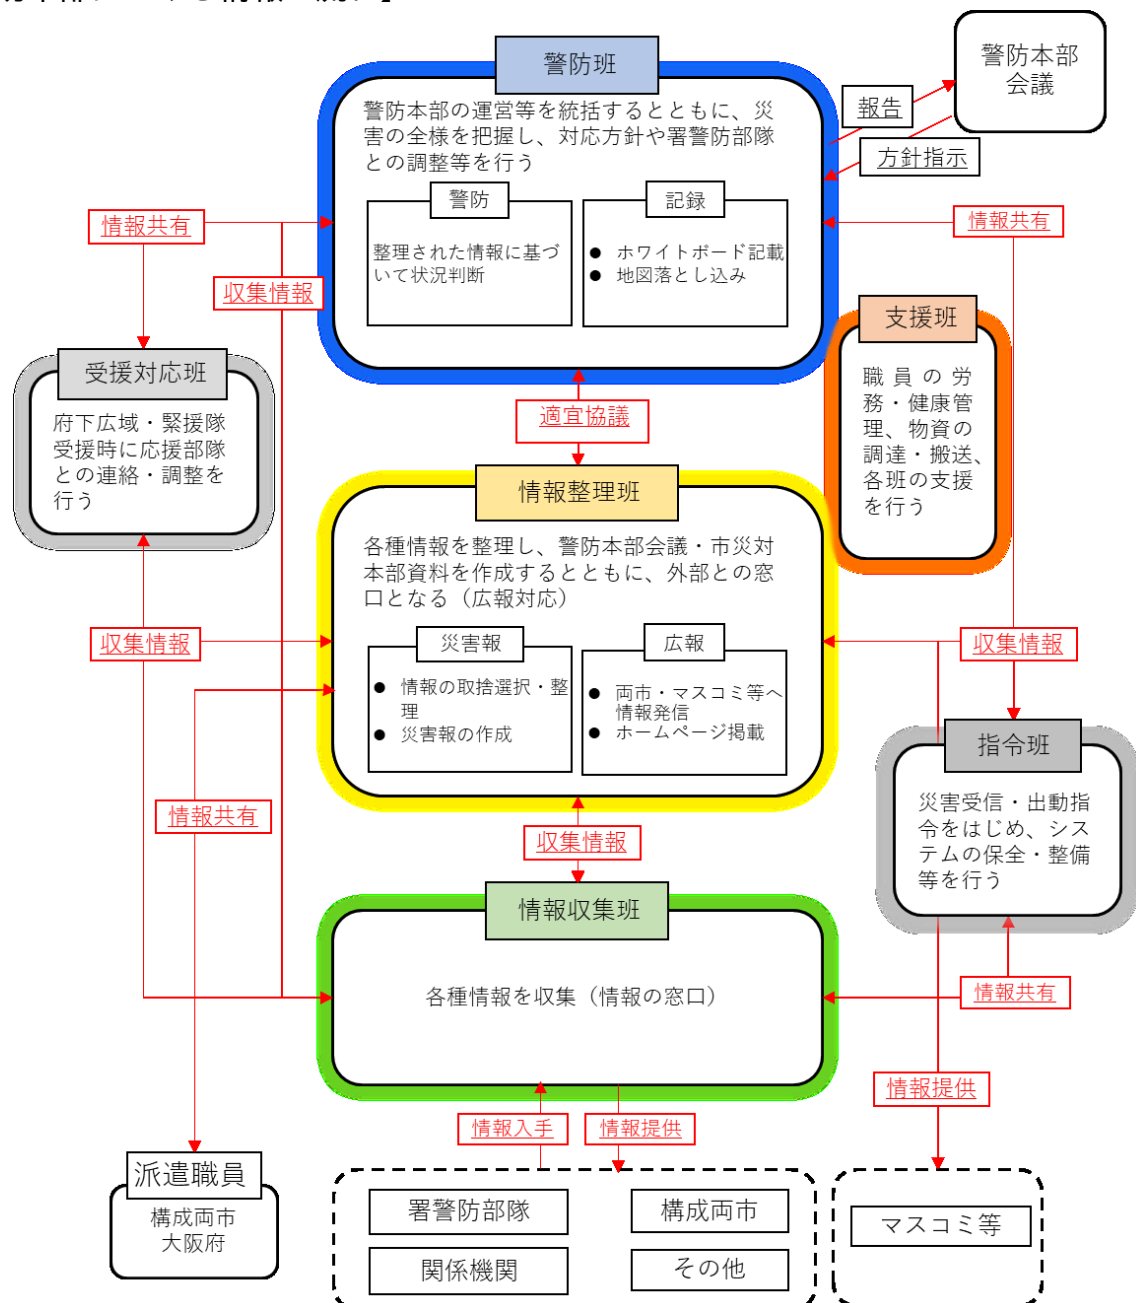 警防班
警防本部の運営等を統括するとともに、災
害の全様を把握し、対応方針や署警防部隊
との調整等を行う
警防
整理された情報に基づ
いて状況判断
記録
● ホワイトボード記載
● 地図落とし込み
警防本部
会議
報告
方針指示
情報共有
収集情報
情報共有
受援対応班
府下広域・緊援隊
受援時に応援部隊
との連絡・調整を
行う
支援班
職員の労
務・健康管
理、物資の
調達・搬送、
各班の支援
を行う
適宜協議
情報整理班
各種情報を整理し、警防本部会議・市災対
本部資料を作成するとともに、外部との窓
口となる（広報対応）
災害報
● 情報の取捨選択・整
理
● 災害報の作成
広報
● 両市・マスコミ等へ
情報発信
● ホームページ掲載
収集情報
収集情報
情報共有
収集情報
指令班
災害受信・出動指
令をはじめ、シス
テムの保全・整備
等を行う
情報収集班
各種情報を収集（情報の窓口）
情報共有
情報入手
情報提供
情報提供
派遣職員
構成両市
大阪府
署警防部隊
構成両市
関係機関
その他
マスコミ等